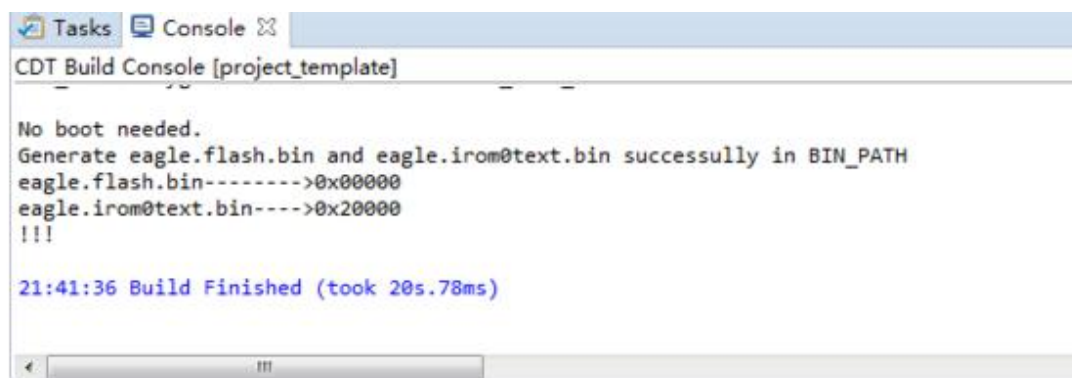 Tasks Console
CDT Build Console [project_template]
No boot needed.
Generate eagle.flash.bin and eagle.irom0text.bin successully in BIN_PATH
eagle.flash.bin-------->0x00000
eagle.irom0text.bin---->0x20000
!!!
21:41:36 Build Finished (took 20s.78ms)